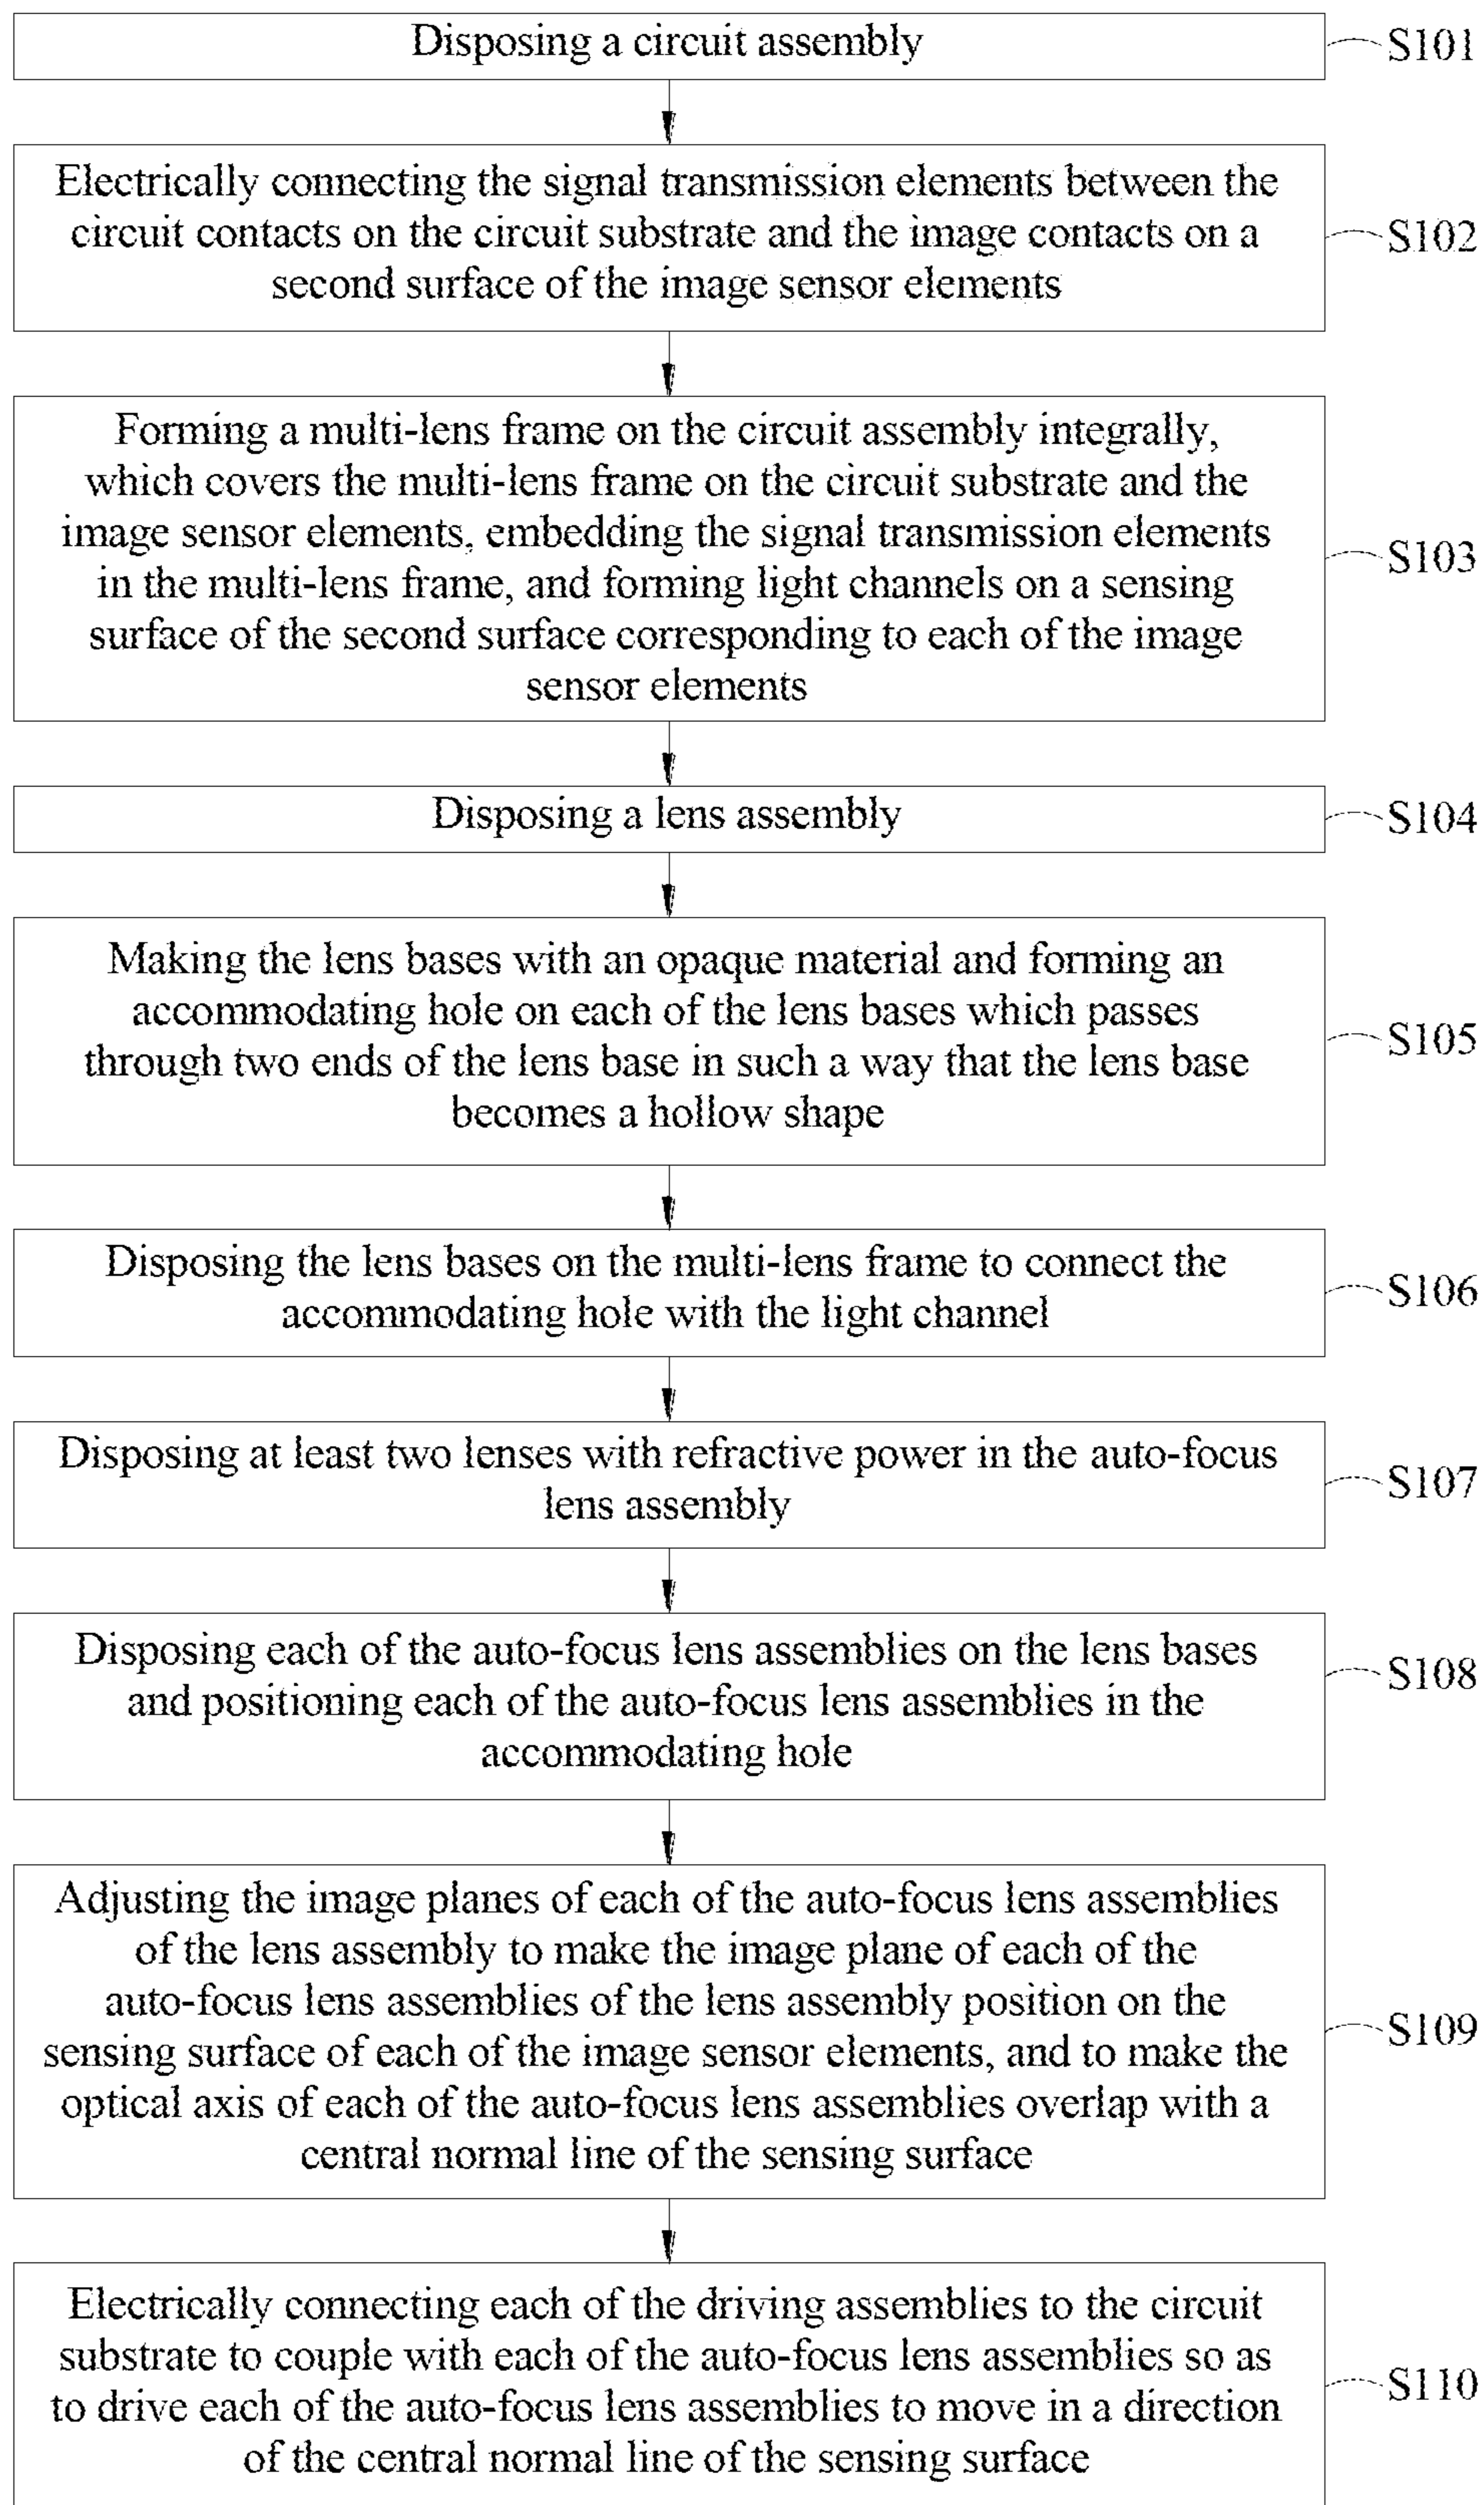 Disposing a circuit assembly
S101
Electrically connecting the signal transmission elements between the
circuit contacts on the circuit substrate and the image contacts on a
second surface of the image sensor elements
S102
Forming a multi-lens frame on the circuit assembly integrally,
which covers the multi-lens frame on the circuit substrate and the
image sensor elements, embedding the signal transmission elements
in the multi-lens frame, and forming light channels on a sensing
surface of the second surface corresponding to each of the image
sensor elements
S103
Disposing a lens assembly
S104
Making the lens bases with an opaque material and forming an
accommodating hole on each of the lens bases which passes
through two ends of the lens base in such a way that the lens base
becomes a hollow shape
S105
Disposing the lens bases on the multi-lens frame to connect the
accommodating hole with the light channel
S106
Disposing at least two lenses with refractive power in the auto-focus
lens assembly
S107
Disposing each of the auto-focus lens assemblies on the lens bases
and positioning each of the auto-focus lens assemblies in the
accommodating hole
S108
Adjusting the image planes of each of the auto-focus lens assemblies
of the lens assembly to make the image plane of each of the
auto-focus lens assemblies of the lens assembly position on the
sensing surface of each of the image sensor elements, and to make the
optical axis of each of the auto-focus lens assemblies overlap with a
central normal line of the sensing surface
S109
Electrically connecting each of the driving assemblies to the circuit
substrate to couple with each of the auto-focus lens assemblies so as
to drive each of the auto-focus lens assemblies to move in a direction
of the central normal line of the sensing surface
S110